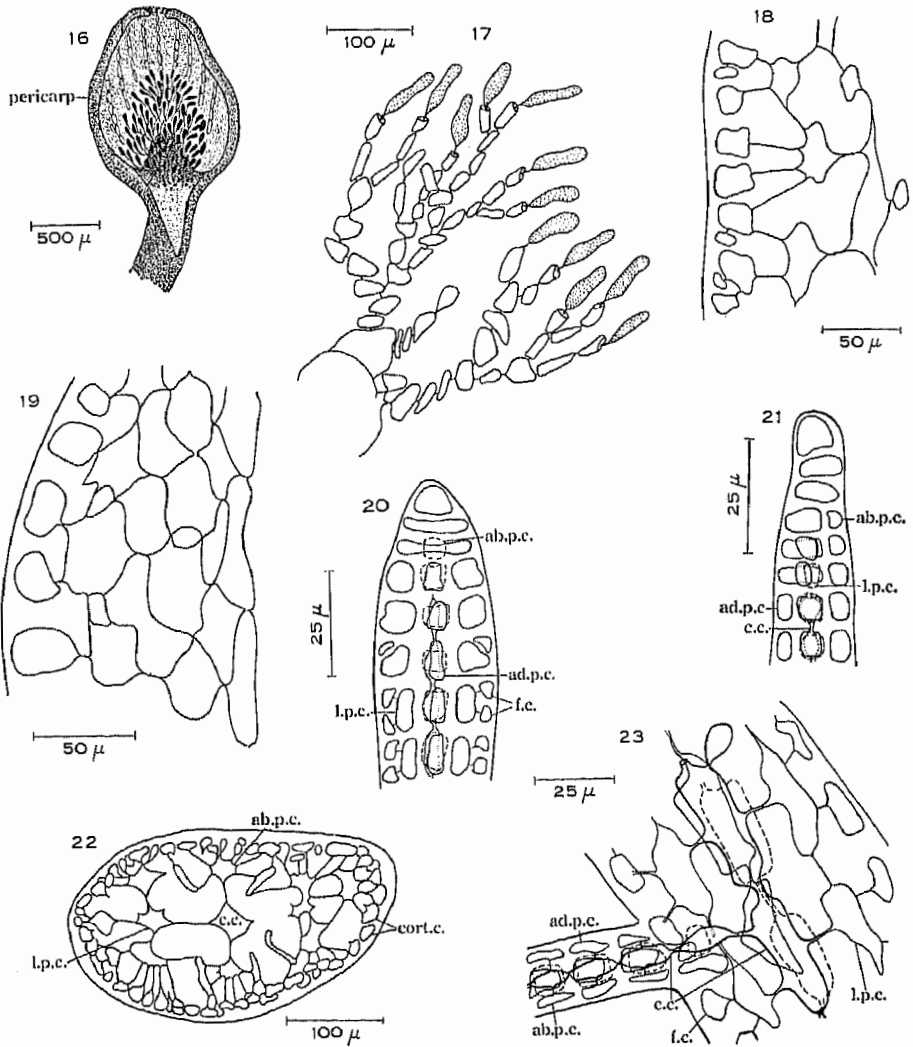 16
pericarp
500 μ
100 μ
17
18
50 μ
19
50 μ
20
ab.p.c.
25 μ
ad.p.c.
l.p.c.
f.c.
21
25 μ
ab.p.c.
l.p.c.
ad.p.c
c.c.
22
ab.p.c.
c.c.
cort.c.
l.p.c.
100 μ
23
25 μ
ad.p.c.
ab.p.c.
c.c.
f.c.
l.p.c.